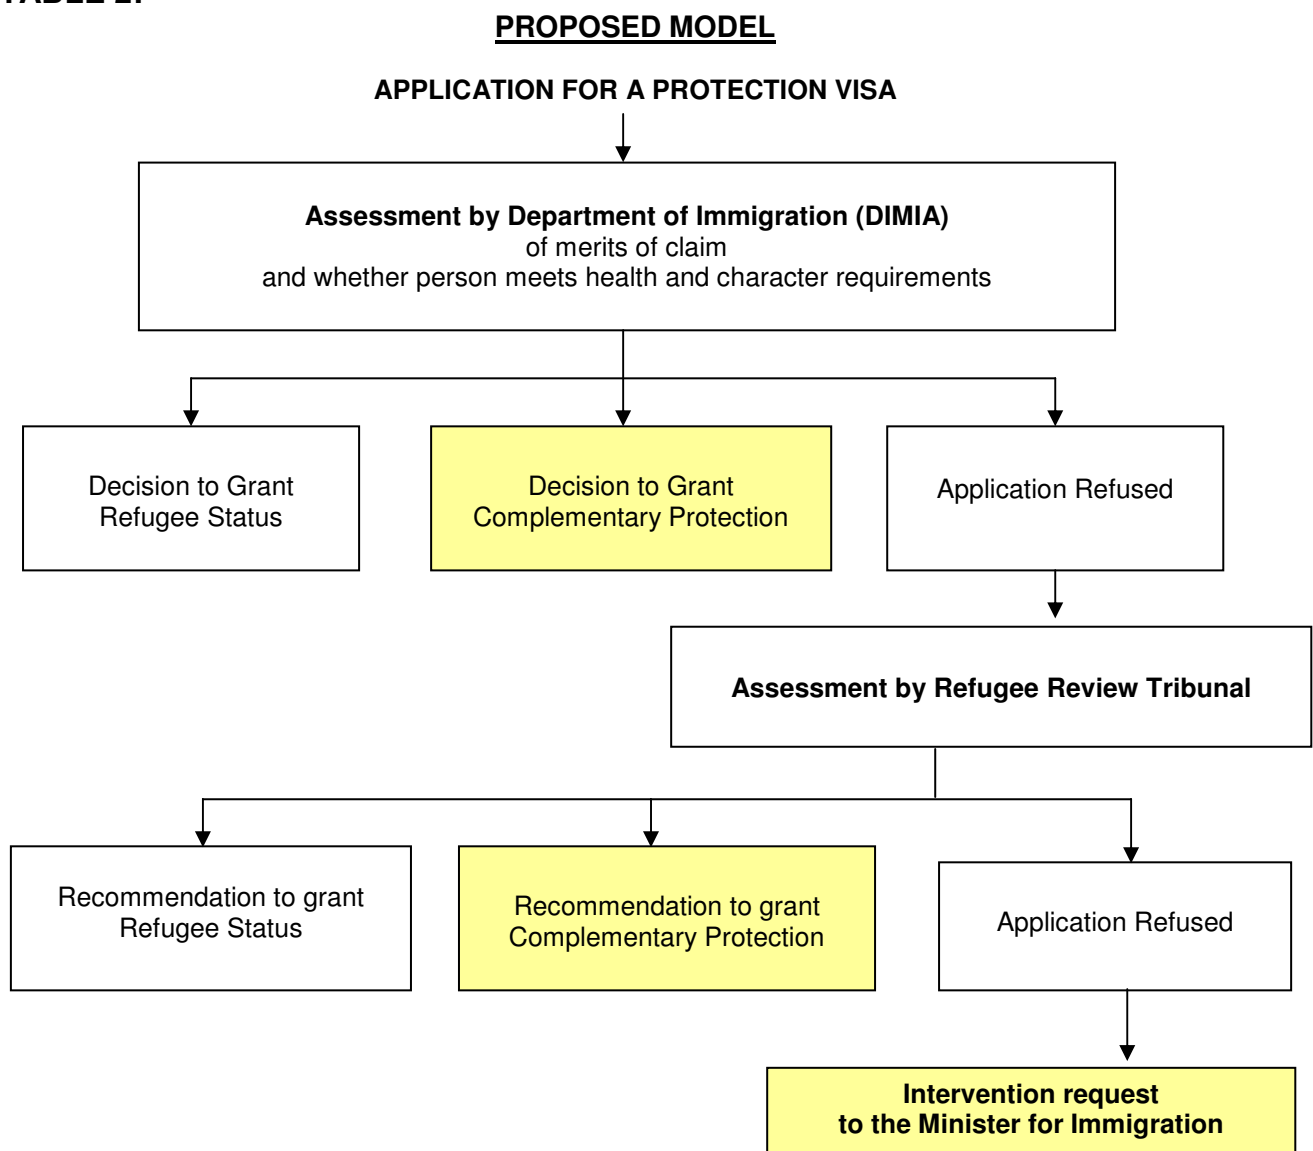 PROPOSED MODEL
APPLICATION FOR A PROTECTION VISA
Assessment by Department of Immigration (DIMIA)
of merits of claim
and whether person meets health and character requirements
Decision to Grant
Refugee Status
Decision to Grant
Complementary Protection
Application Refused
Assessment by Refugee Review Tribunal
Recommendation to grant
Refugee Status
Recommendation to grant
Complementary Protection
Application Refused
Intervention request
to the Minister for Immigration